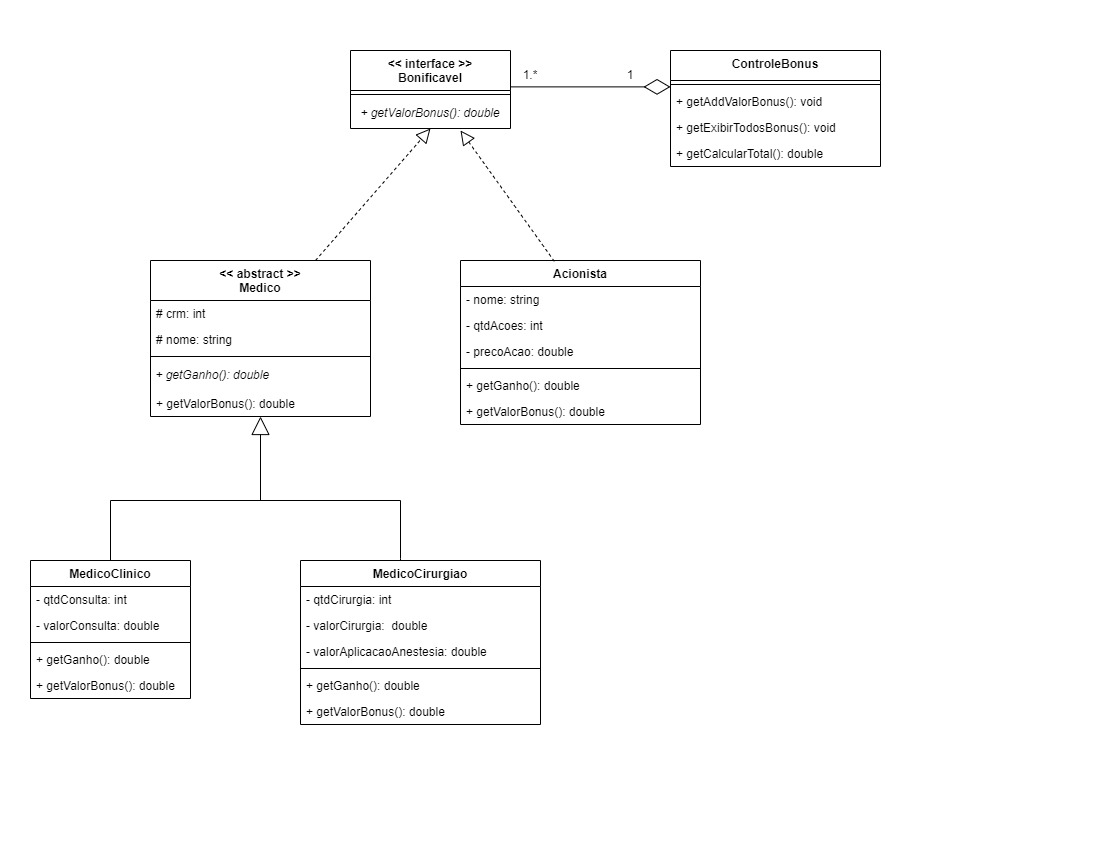 << interface >>
Bonificavel
+ getValorBonus(): double
1.*
1
ControleBonus
+ getAddValorBonus(): void
+ getExibirTodosBonus(): void
+ getCalcularTotal(): double
<< abstract >>
Medico
# crm: int
# nome: string
+ getGanho(): double
+ getValorBonus(): double
Acionista
- nome: string
- qtdAcoes: int
- precoAcao: double
+ getGanho(): double
+ getValorBonus(): double
MedicoClinico
- qtdConsulta: int
- valorConsulta: double
+ getGanho(): double
+ getValorBonus(): double
MedicoCirurgiao
- qtdCirurgia: int
- valorCirurgia:  double
- valorAplicacaoAnestesia: double
+ getGanho(): double
+ getValorBonus(): double